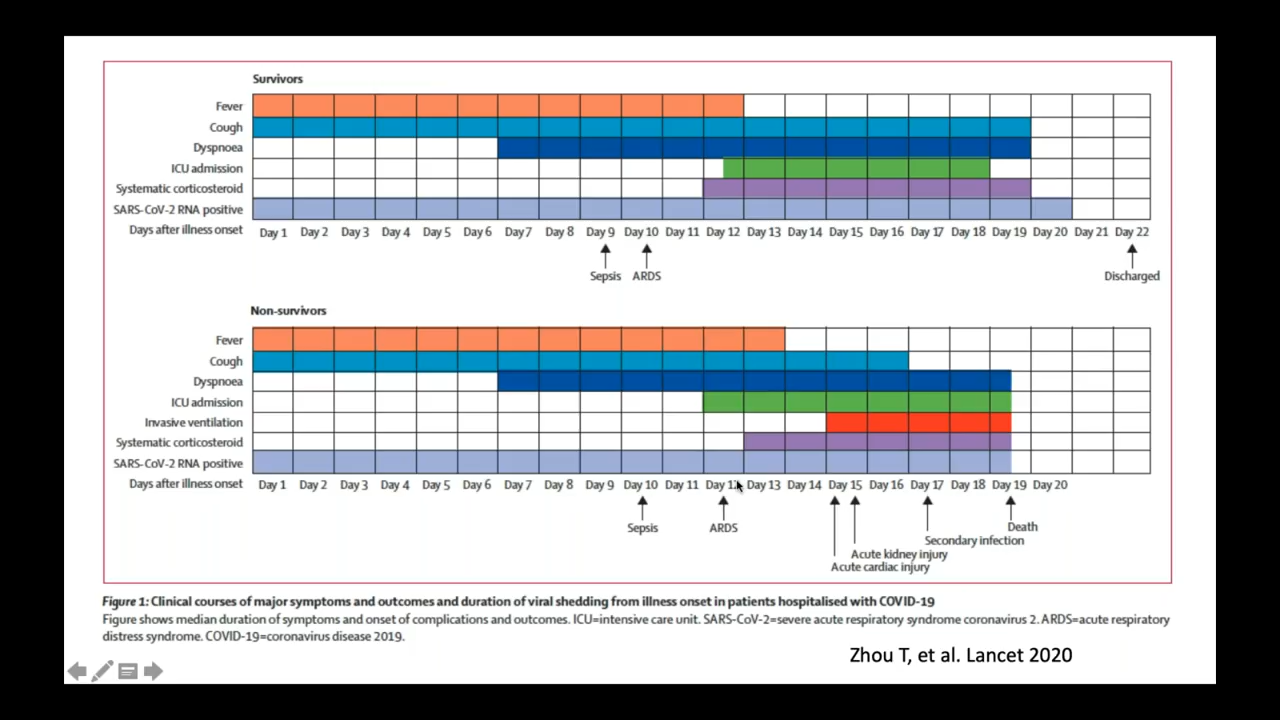 Survivors
Fever
Cough
Dyspnoea
ICU admission
Systematic corticosteroid
SARS-CoV-2 RNA positive
Days after illness onset Day 1 Day 2 Day 3 Day 4 Day 5 Day 6 Day 7 Day 8 Day 9 Day 10 Day 11 Day 12 Day 13 Day 14 Day 15 Day 16 Day 17 Day 18 Day 19 Day 20 Day 21 Day 22
Sepsis ARDS Discharged
Non-survivors
Fever
Cough
Dyspnoea
ICU admission
Invasive ventilation
Systematic corticosteroid
SARS-CoV-2 RNA positive
Days after illness onset Day 1 Day 2 Day 3 Day 4 Day 5 Day 6 Day 7 Day 8 Day 9 Day 10 Day 11 Day 12 Day 13 Day 14 Day 15 Day 16 Day 17 Day 18 Day 19 Day 20
Sepsis ARDS Death
Secondary infection
Acute kidney injury
Acute cardiac injury
Figure 1: Clinical courses of major symptoms and outcomes and duration of viral shedding from illness onset in patients hospitalised with COVID-19
Figure shows median duration of symptoms and onset of complications and outcomes. ICU=intensive care unit. SARS-CoV-2=severe acute respiratory syndrome coronavirus 2. ARDS=acute respiratory
distress syndrome. COVID-19=coronavirus disease 2019.
Zhou T, et al. Lancet 2020